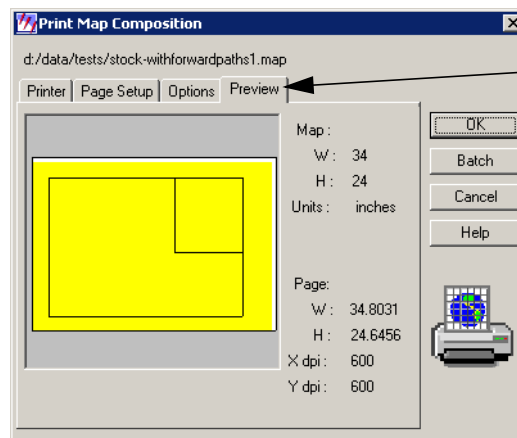 Print Map Composition
d:/data/tests/stock-withforwardpaths1.map
Printer Page Setup Options Preview
Map :
W : 34
H : 24
Units : inches
Page:
W : 34.8031
H : 24.6456
X dpi : 600
Y dpi : 600
OK
Batch
Cancel
Help